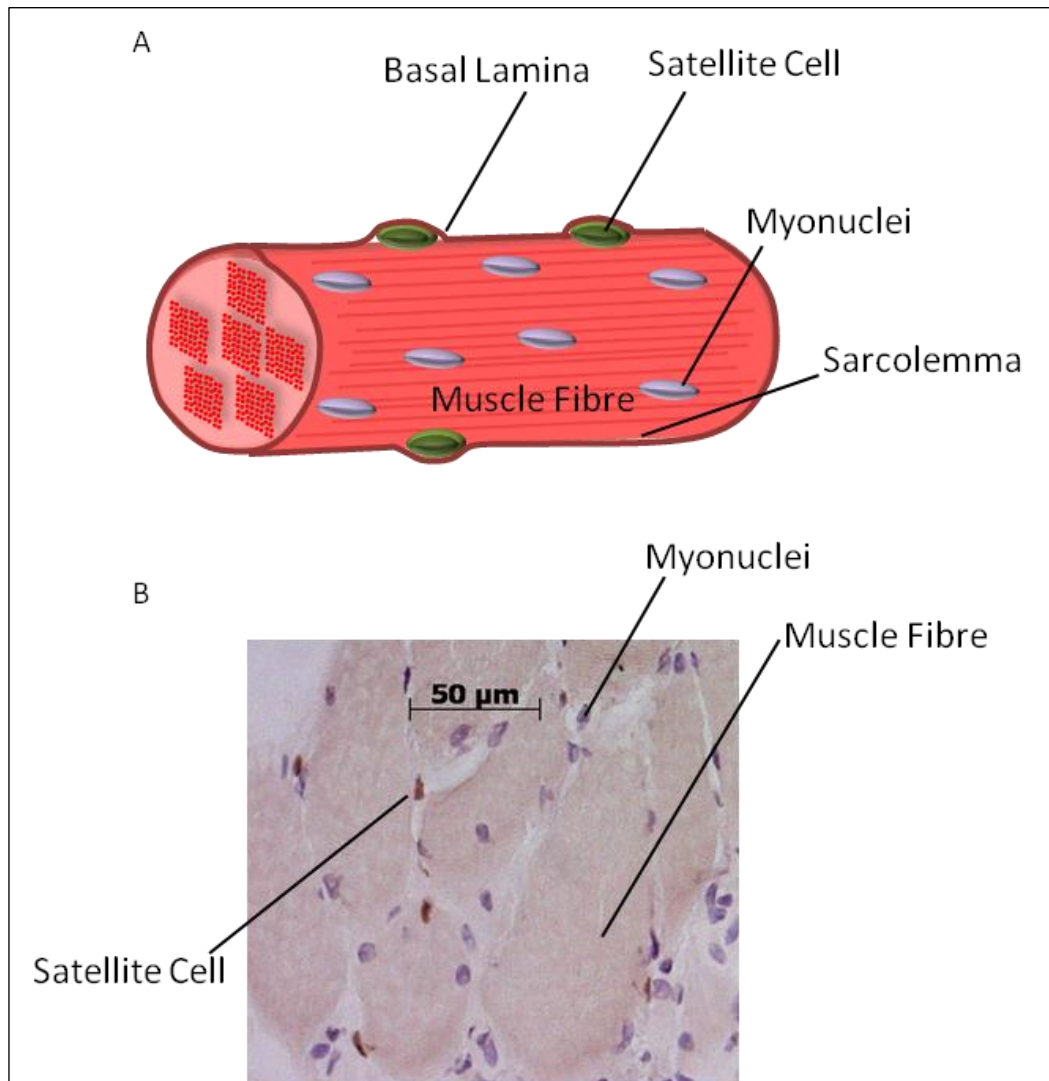 A
Basal Lamina
Satellite Cell
Myonuclei
Sarcolemma
Muscle Fibre
B
Myonuclei
Muscle Fibre
50 μm
Satellite Cell